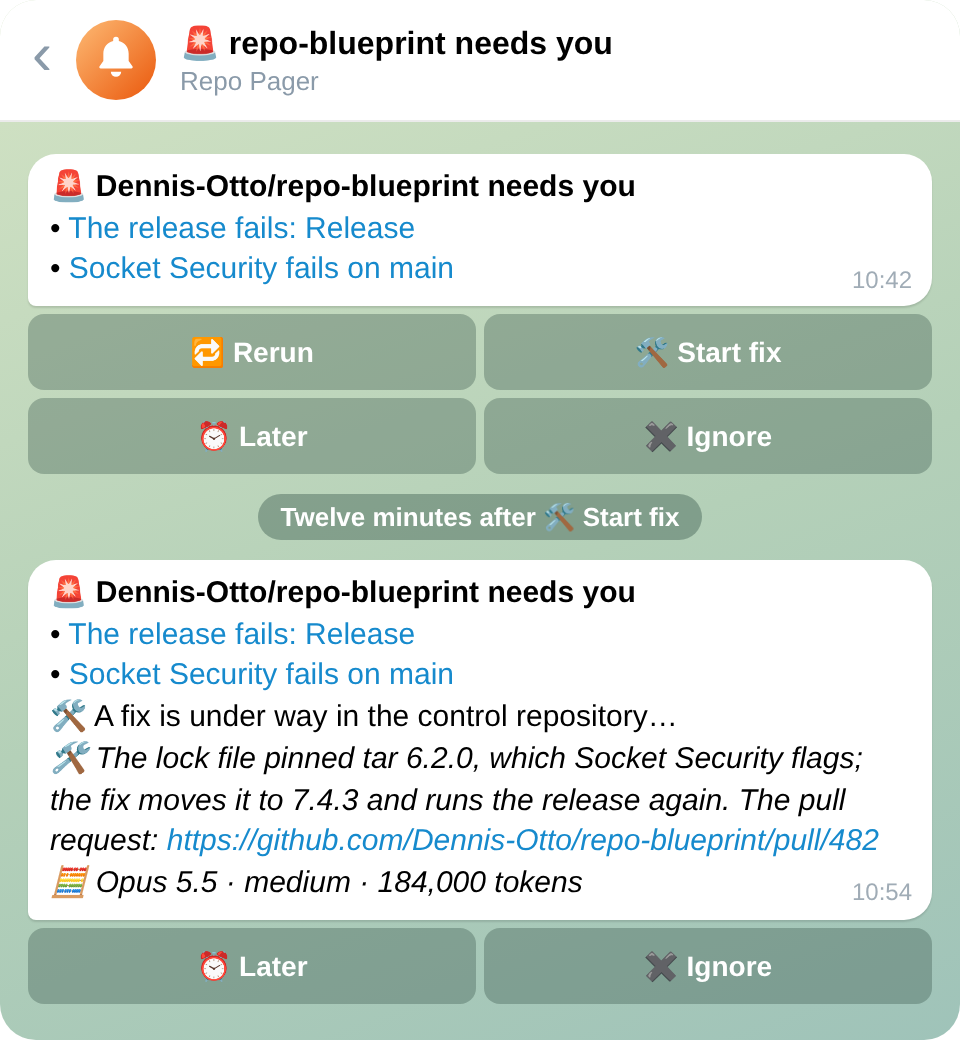 🚨 repo-blueprint needs you
Repo Pager
🚨 Dennis-Otto/repo-blueprint needs you
• The release fails: Release
• Socket Security fails on main
10:42
🔁 Rerun
🛠️ Start fix
⏰ Later
✖️ Ignore
Twelve minutes after 🛠️ Start fix
🚨 Dennis-Otto/repo-blueprint needs you
• The release fails: Release
• Socket Security fails on main
🛠️ A fix is under way in the control repository…
🛠️ The lock file pinned tar 6.2.0, which Socket Security flags;
the fix moves it to 7.4.3 and runs the release again. The pull
request: https://github.com/Dennis-Otto/repo-blueprint/pull/482
🧮 Opus 5.5 · medium · 184,000 tokens
10:54
⏰ Later
✖️ Ignore